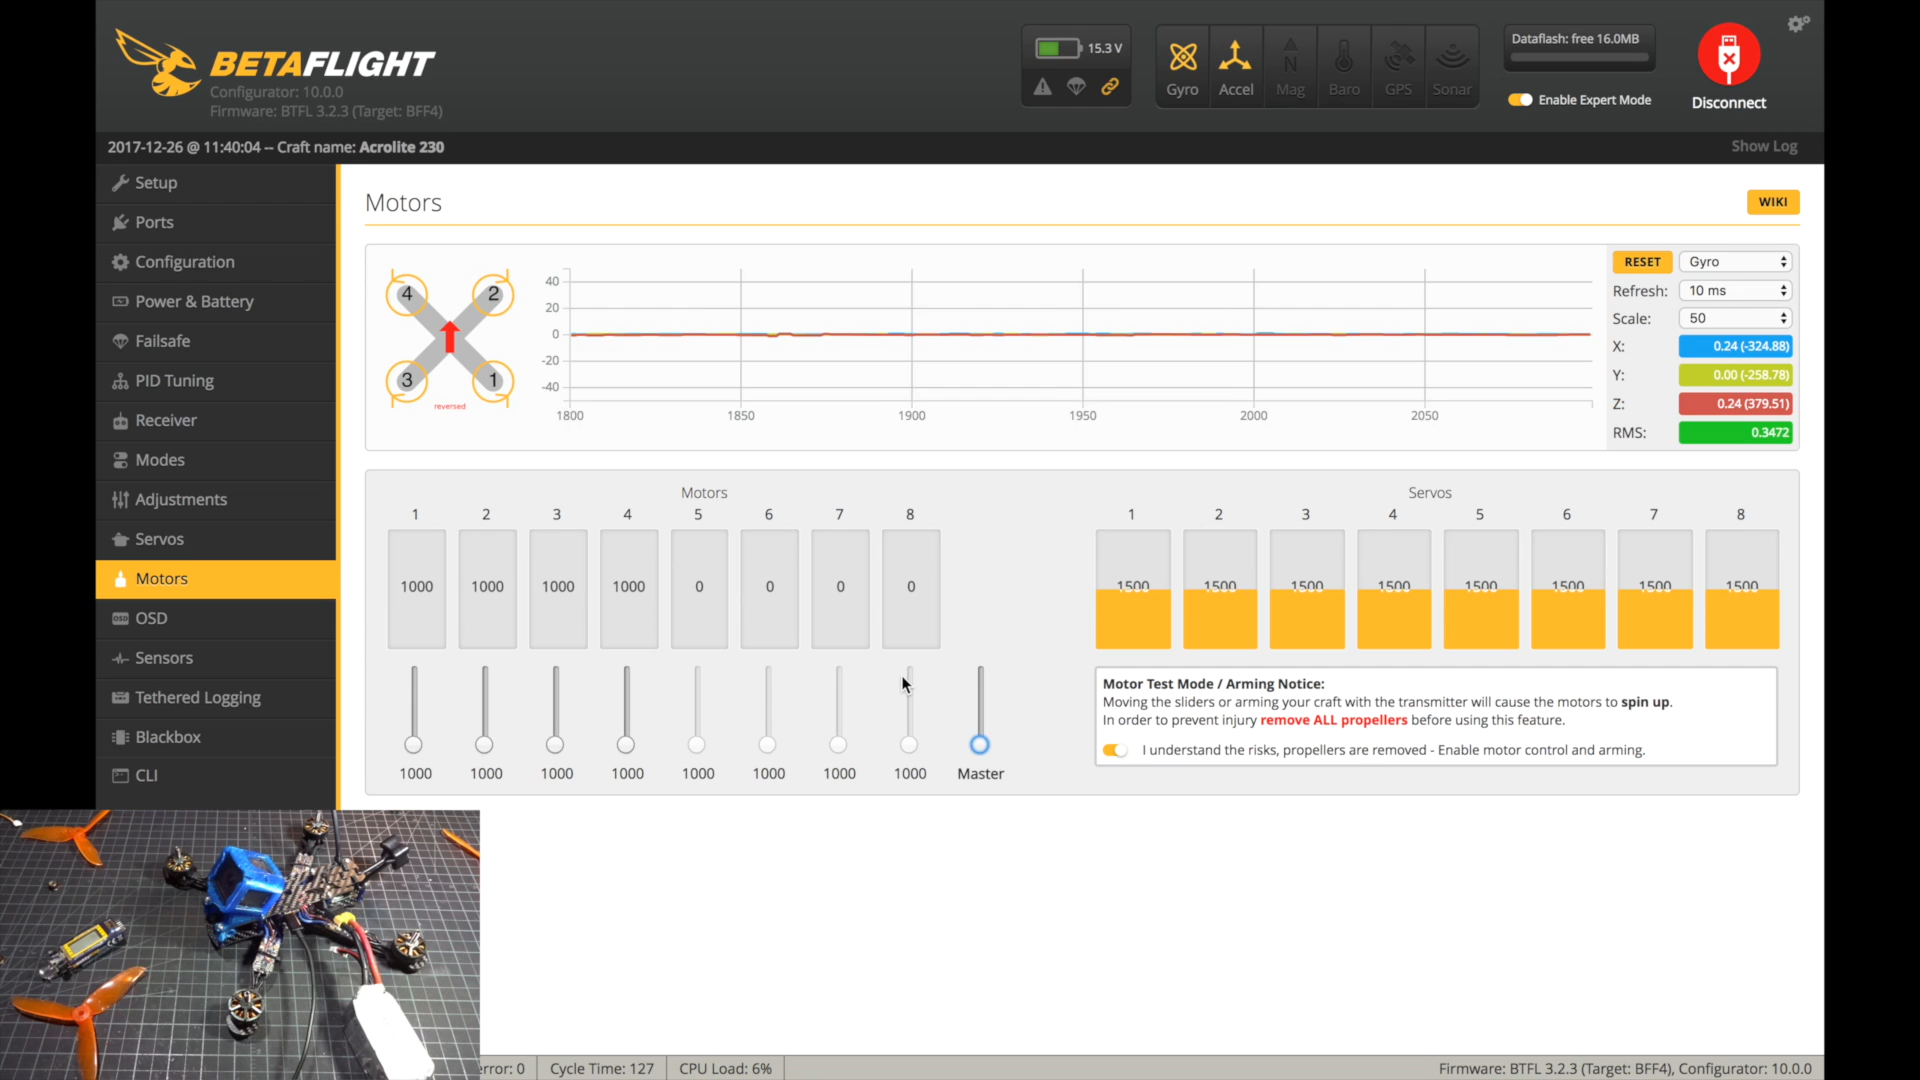 BETAFLIGHT
Configurator: 10.0.0
Firmware: BTFL 3.2.3 (Target: BFF4)
15.3 V
Gyro
Accel
Mag
Baro
GPS
Sonar
Dataflash: free 16.0MB
Enable Expert Mode
Disconnect
2017-12-26 @ 11:40:04 -- Craft name: Acrolite 230
Show Log
Setup
Ports
Configuration
Power & Battery
Failsafe
PID Tuning
Receiver
Modes
Adjustments
Servos
Motors
OSD
Sensors
Tethered Logging
Blackbox
CLI
Motors
WIKI
4 2
3 1
reversed
40
20
0
-20
-40
1800 1850 1900 1950 2000 2050
RESET Gyro
Refresh: 10 ms
Scale: 50
X: 0.24 (-324.88)
Y: 0.00 (-258.78)
Z: 0.24 (379.51)
RMS: 0.3472
Motors
1 2 3 4 5 6 7 8
1000 1000 1000 1000 0 0 0 0
1000 1000 1000 1000 1000 1000 1000 1000 Master
Servos
1 2 3 4 5 6 7 8
1500 1500 1500 1500 1500 1500 1500 1500
Motor Test Mode / Arming Notice:
Moving the sliders or arming your craft with the transmitter will cause the motors to spin up.
In order to prevent injury remove ALL propellers before using this feature.
I understand the risks, propellers are removed - Enable motor control and arming.
error: 0
Cycle Time: 127
CPU Load: 6%
Firmware: BTFL 3.2.3 (Target: BFF4), Configurator: 10.0.0